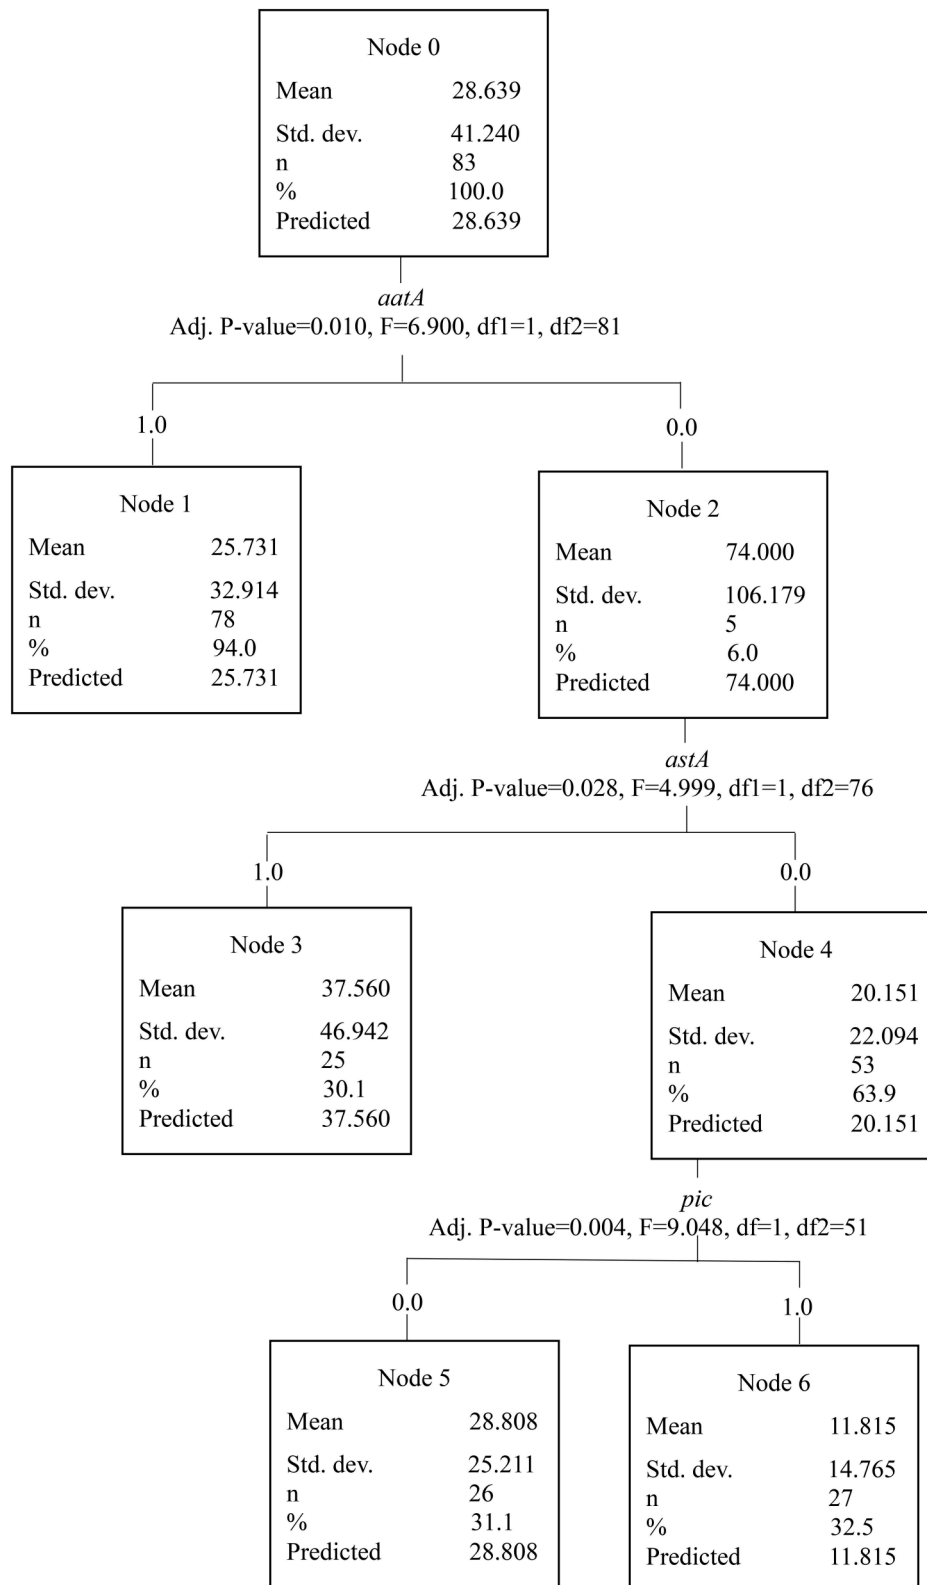 Node 0
Mean 28.639
Std. dev. 41.240
n 83
% 100.0
Predicted 28.639
aatA
Adj. P-value=0.010, F=6.900, df1=1, df2=81
1.0
0.0
Node 1
Mean 25.731
Std. dev. 32.914
n 78
% 94.0
Predicted 25.731
Node 2
Mean 74.000
Std. dev. 106.179
n 5
% 6.0
Predicted 74.000
astA
Adj. P-value=0.028, F=4.999, df1=1, df2=76
1.0
0.0
Node 3
Mean 37.560
Std. dev. 46.942
n 25
% 30.1
Predicted 37.560
Node 4
Mean 20.151
Std. dev. 22.094
n 53
% 63.9
Predicted 20.151
pic
Adj. P-value=0.004, F=9.048, df=1, df2=51
0.0
1.0
Node 5
Mean 28.808
Std. dev. 25.211
n 26
% 31.1
Predicted 28.808
Node 6
Mean 11.815
Std. dev. 14.765
n 27
% 32.5
Predicted 11.815